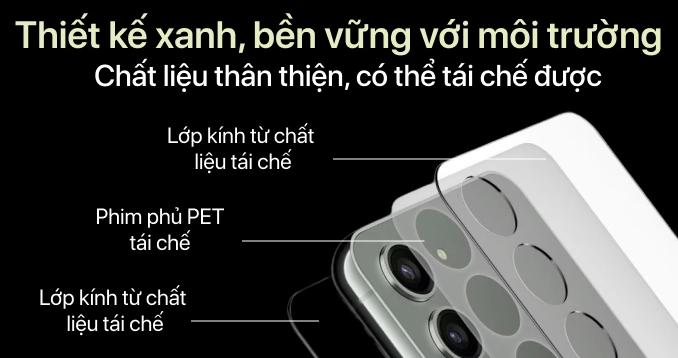 Thiết kế xanh, bền vững với môi trường
Chất liệu thân thiện, có thể tái chế được
Lớp kính từ chất
liệu tái chế
Phim phủ PET
tái chế
Lớp kính từ chất
liệu tái chế